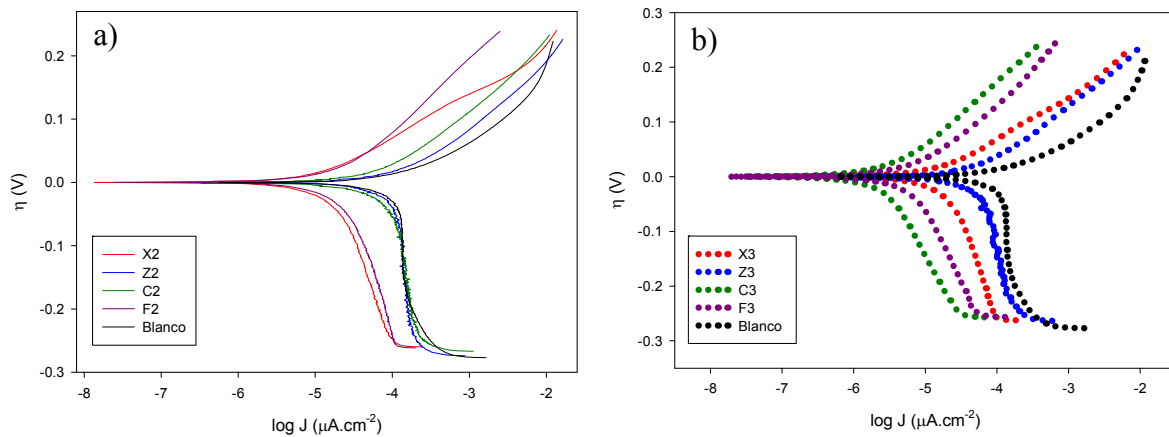 a)
η (V)
0.2
0.1
0.0
-0.1
-0.2
-0.3
X2
Z2
C2
F2
Blanco
-8 -7 -6 -5 -4 -3 -2
log J (μA.cm-2)
b)
η (V)
0.3
0.2
0.1
0.0
-0.1
-0.2
-0.3
X3
Z3
C3
F3
Blanco
-8 -7 -6 -5 -4 -3 -2
log J (μA.cm-2)